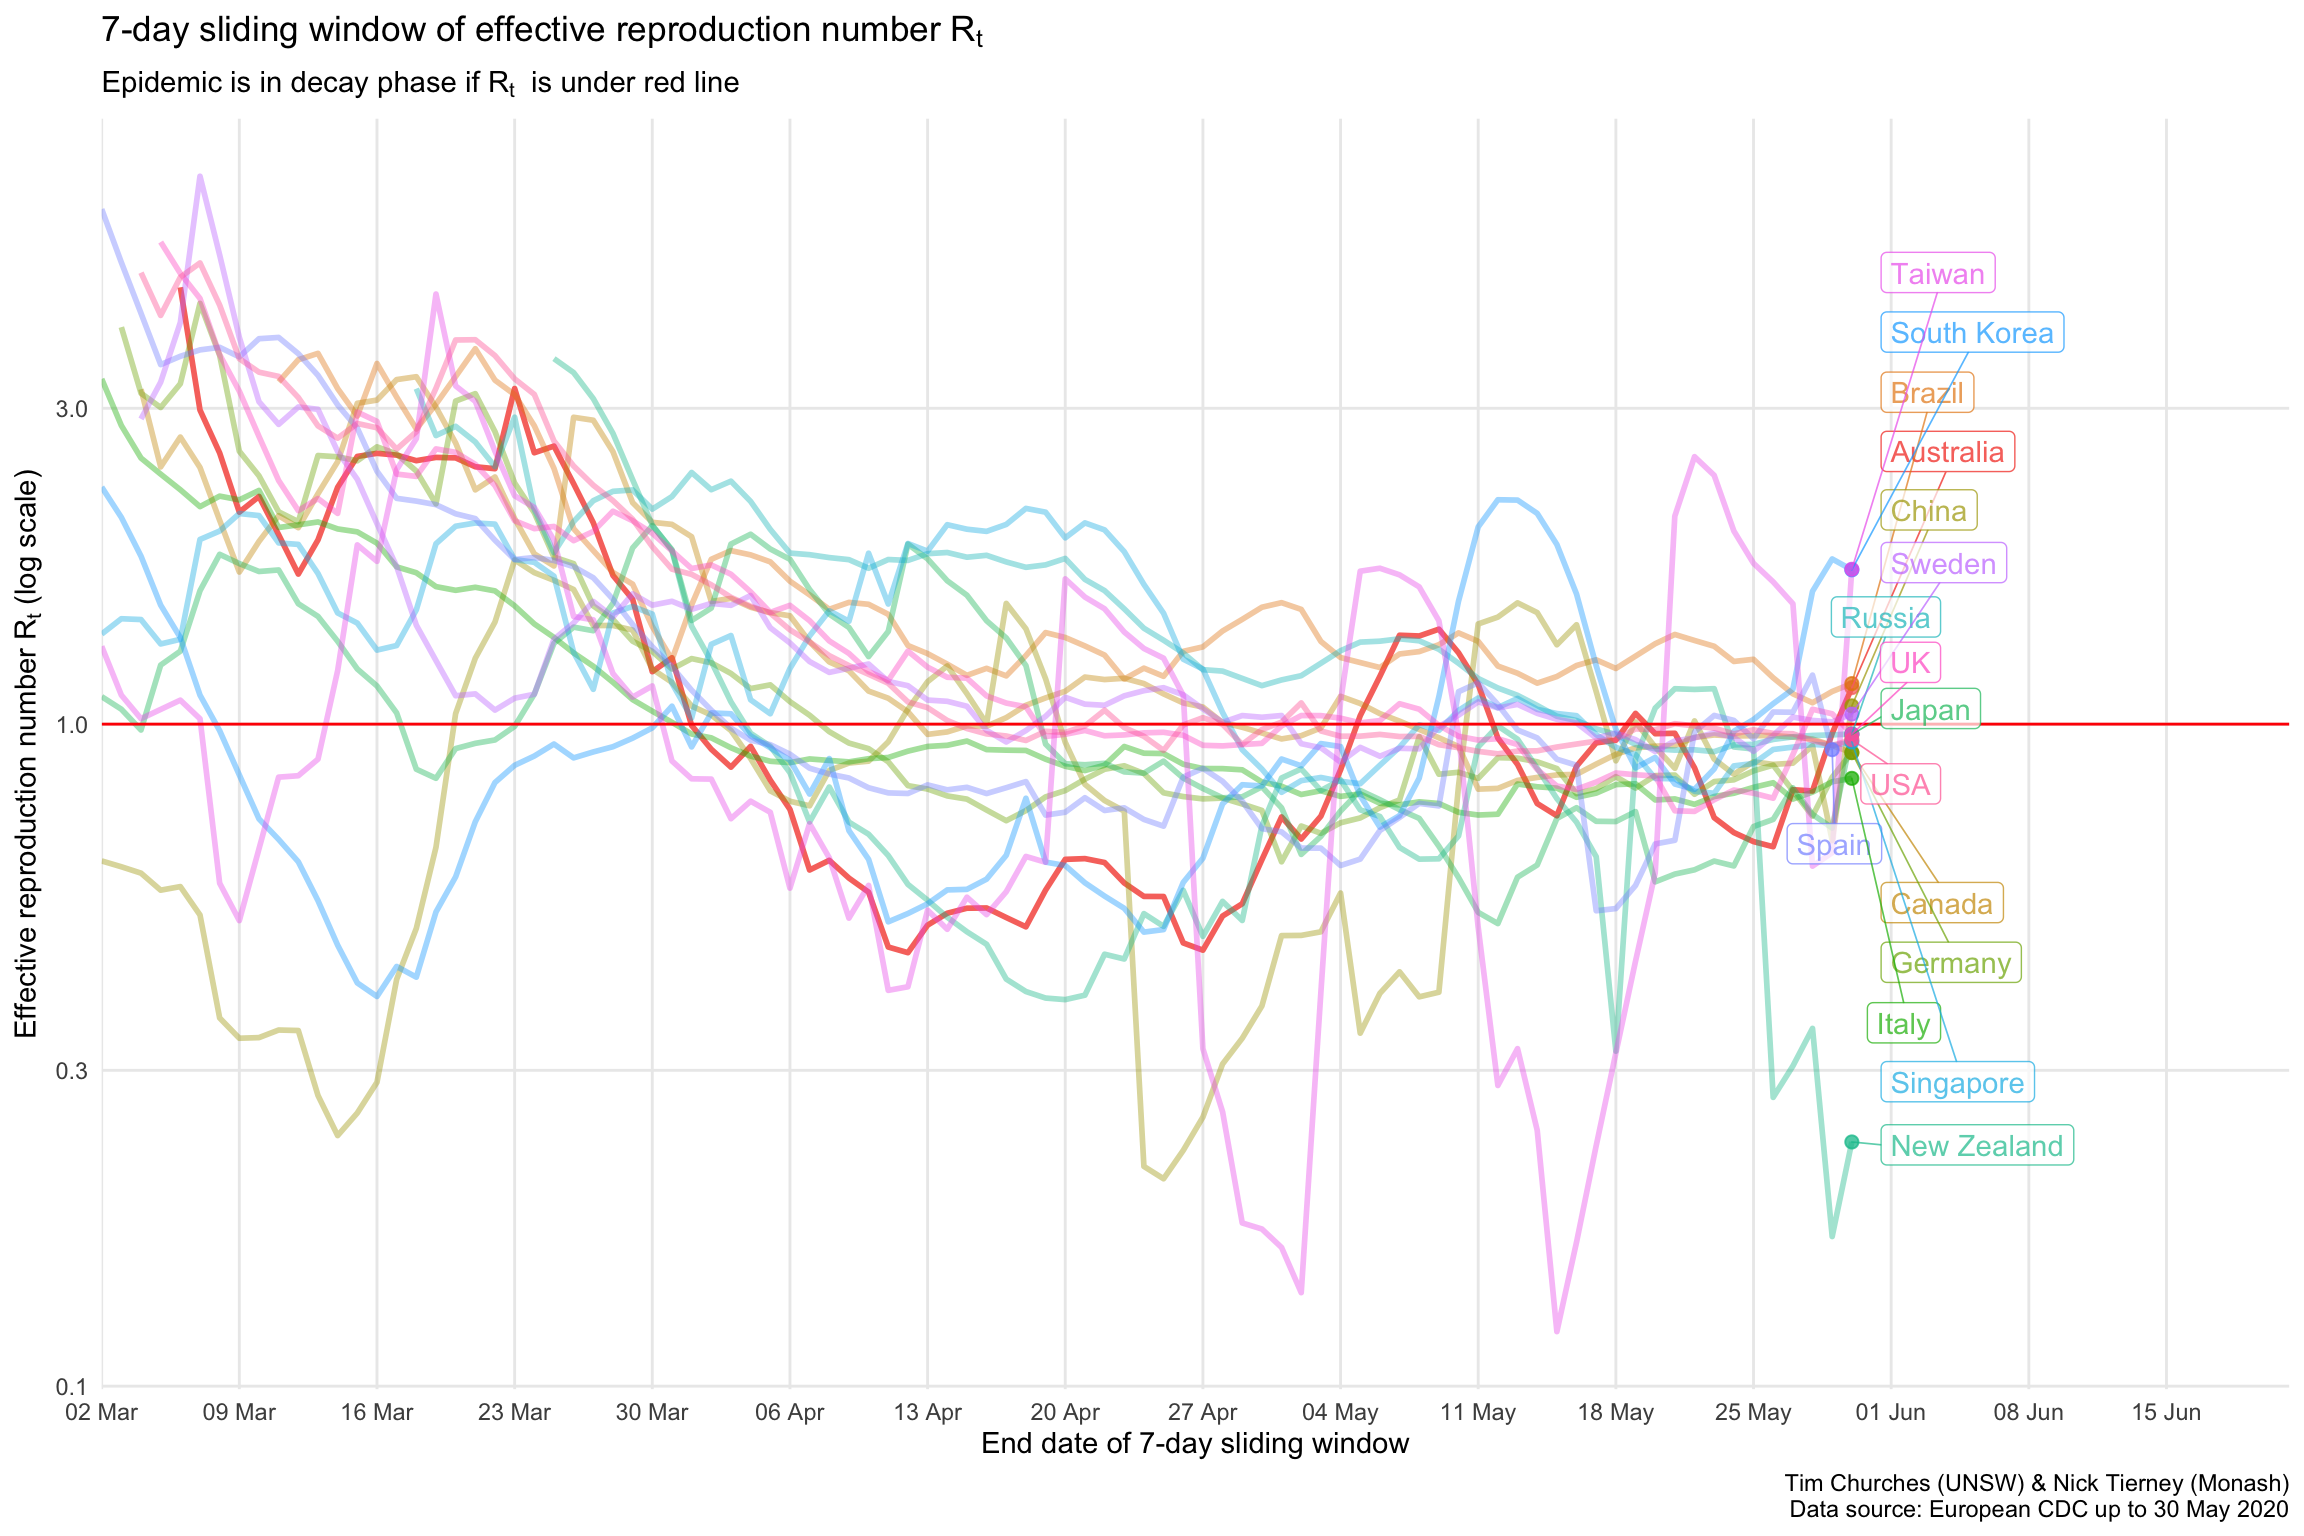 7-day sliding window of effective reproduction number Rt
Epidemic is in decay phase if Rt is under red line
Effective reproduction number Rt (log scale)
3.0
1.0
0.3
0.1
Taiwan
South Korea
Brazil
Australia
China
Sweden
Russia
UK
Japan
USA
Spain
Canada
Germany
Italy
Singapore
New Zealand
02 Mar 09 Mar 16 Mar 23 Mar 30 Mar 06 Apr 13 Apr 20 Apr 27 Apr 04 May 11 May 18 May 25 May 01 Jun 08 Jun 15 Jun
End date of 7-day sliding window
Tim Churches (UNSW) & Nick Tierney (Monash)
Data source: European CDC up to 30 May 2020